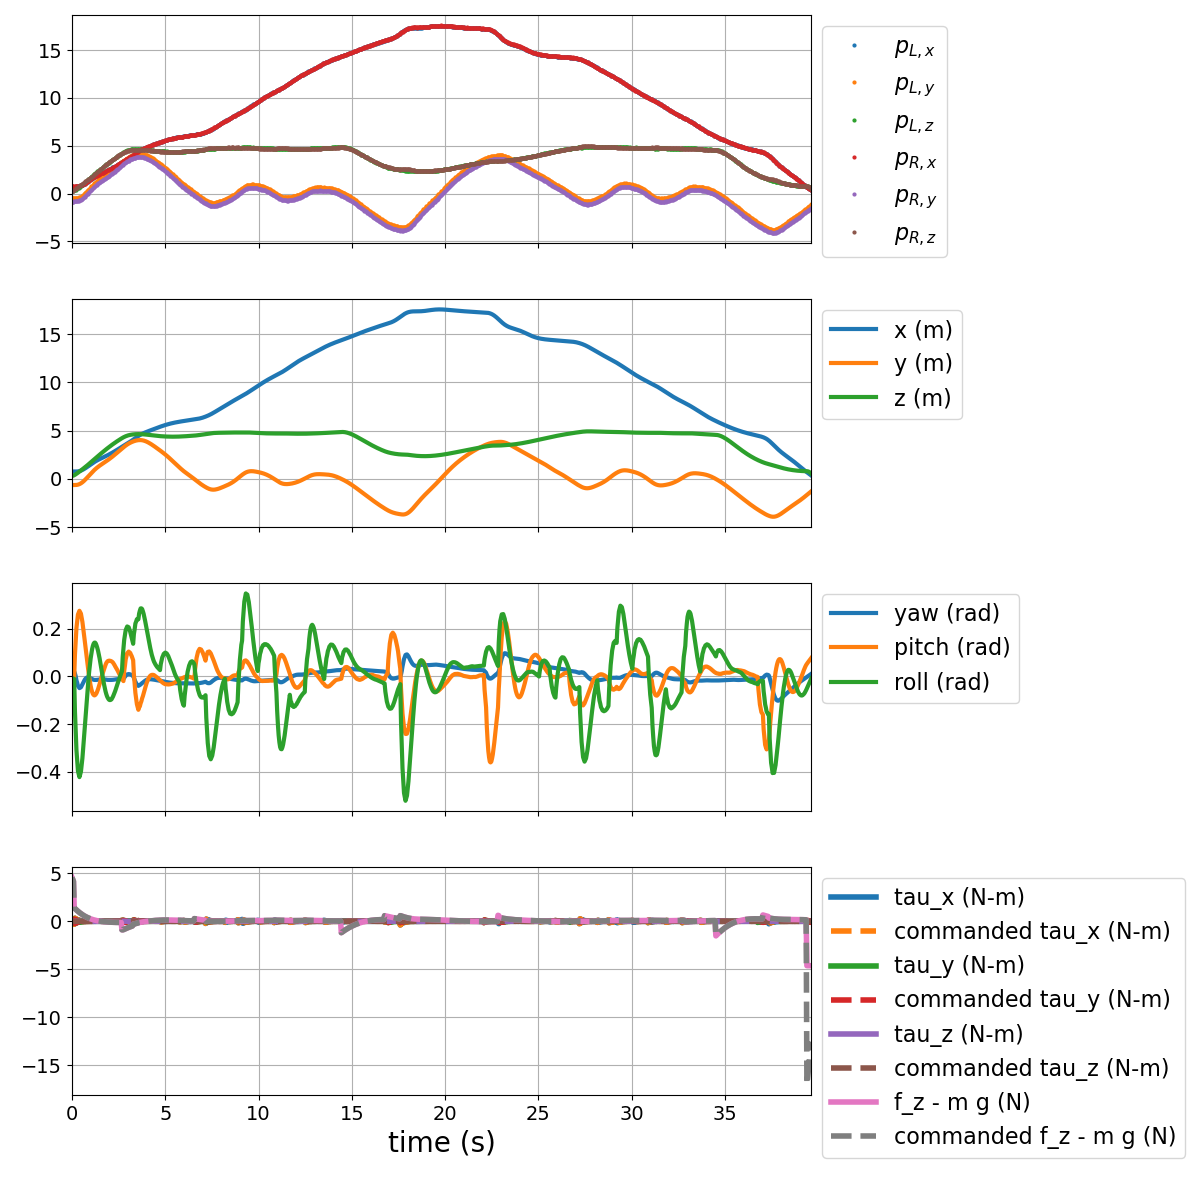 15
10
5
0
−5
p_{L,x}
p_{L,y}
p_{L,z}
p_{R,x}
p_{R,y}
p_{R,z}
15
10
5
0
−5
x (m)
y (m)
z (m)
0.2
0.0
−0.2
−0.4
yaw (rad)
pitch (rad)
roll (rad)
5
0
−5
−10
−15
0 5 10 15 20 25 30 35
time (s)
tau_x (N-m)
commanded tau_x (N-m)
tau_y (N-m)
commanded tau_y (N-m)
tau_z (N-m)
commanded tau_z (N-m)
f_z - m g (N)
commanded f_z - m g (N)